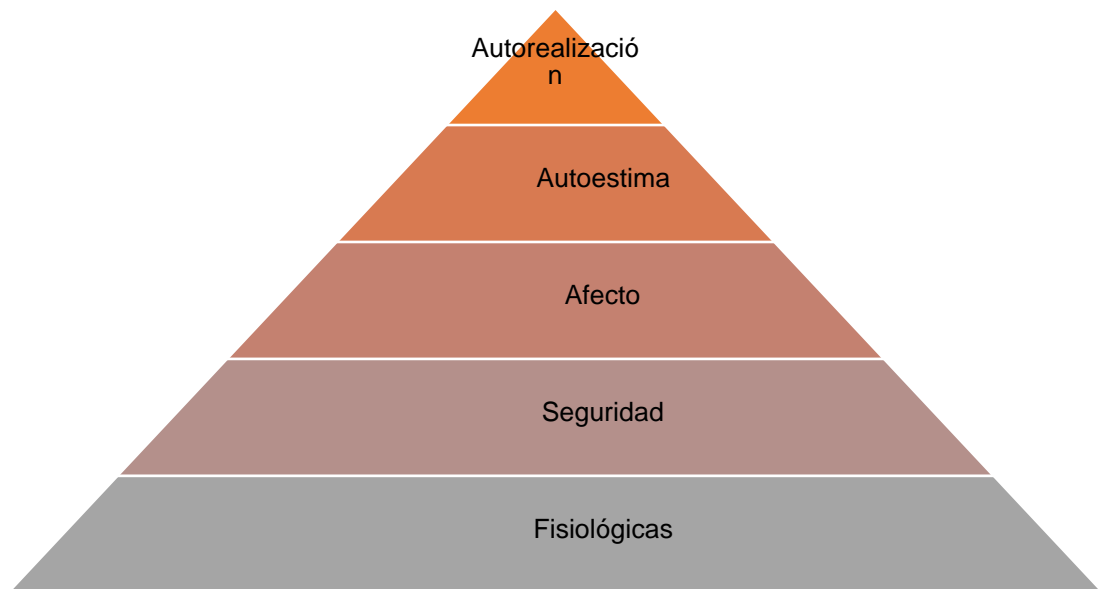 Autorealizació
n
Autoestima
Afecto
Seguridad
Fisiológicas